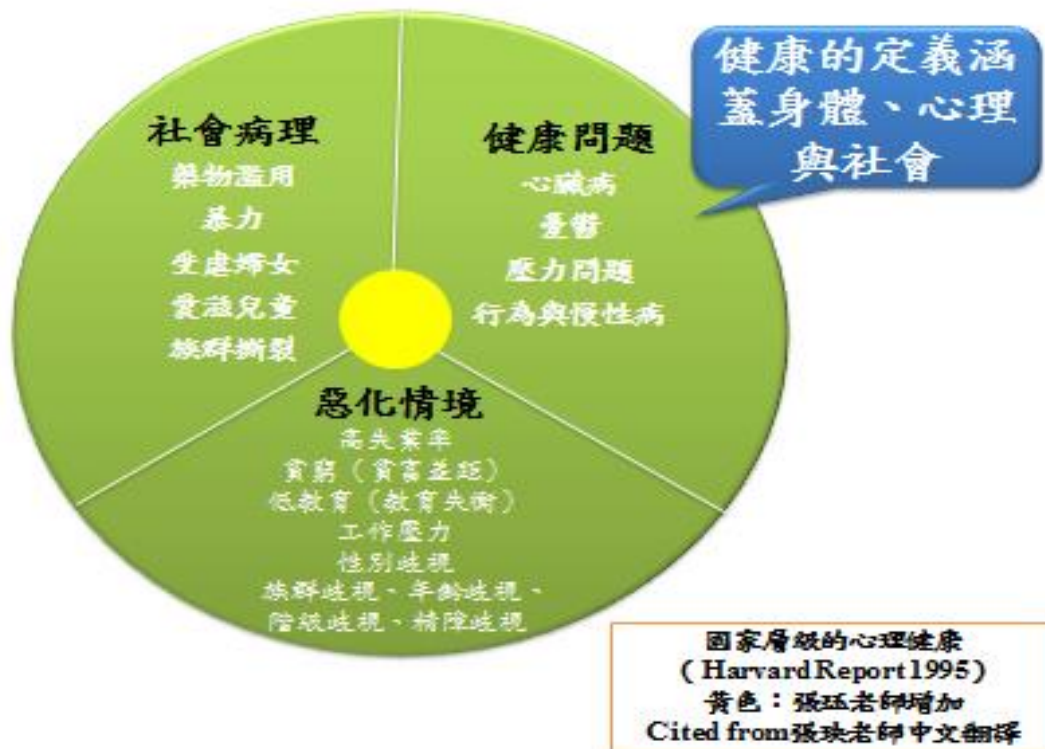 社會病理
藥物濫用
暴力
受虐婦女
受虐兒童
族群撕裂
健康問題
心臟病
憂鬱
壓力問題
行為與慢性病
健康的定義涵
蓋身體、心理
與社會
惡化情境
高失業率
貧窮（貧富差距）
低教育（教育失衡）
工作壓力
性別歧視
族群歧視、年齡歧視、
階級歧視、精障歧視
國家層級的心理健康
( Harvard Report 1995)
黃色：張珏老師增加
Cited from張珏老師中文翻譯